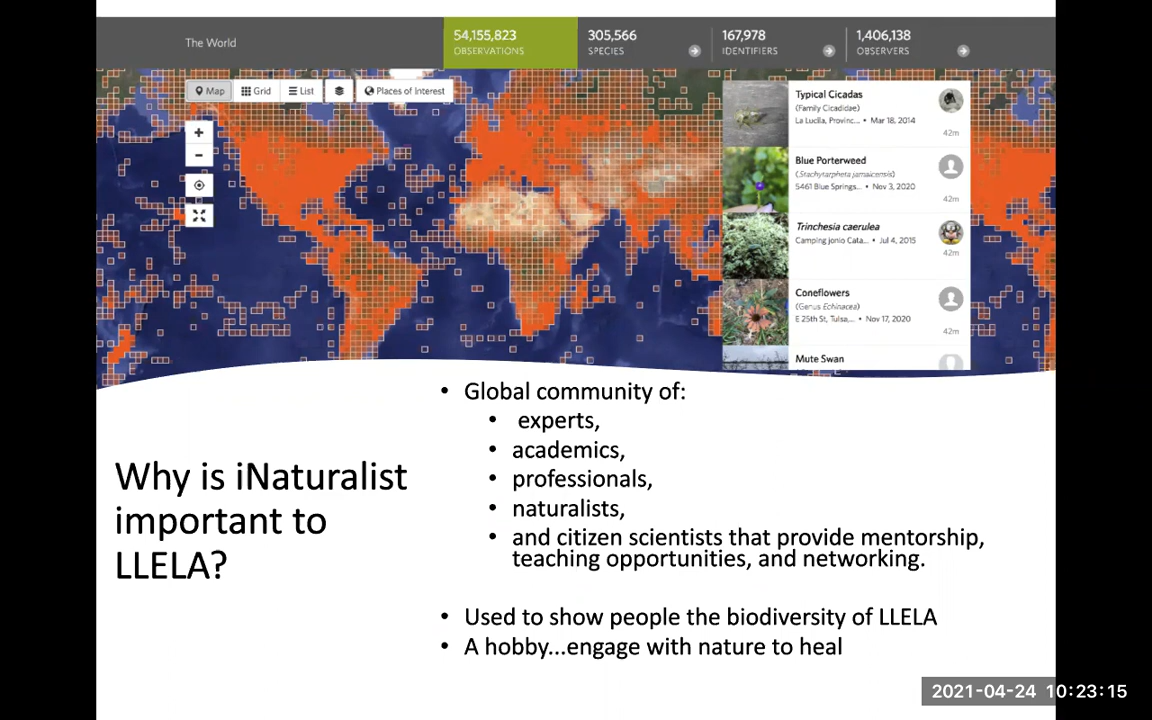 The World
54,155,823
OBSERVATIONS
305,566
SPECIES
167,978
IDENTIFIERS
1,406,138
OBSERVERS
Map
Grid
List
Places of Interest
+
−
Typical Cicadas
(Family Cicadidae)
La Lucila, Provinc... • Mar 18, 2014
42m
Blue Porterweed
(Stachytarpheta jamaicensis)
5461 Blue Springs... • Nov 3, 2020
42m
Trinchesia caerulea
Camping jonio Cata... • Jul 4, 2015
42m
Coneflowers
(Genus Echinacea)
E 25th St, Tulsa,... • Nov 17, 2020
42m
Mute Swan
Why is iNaturalist
important to
LLELA?
• Global community of:
• experts,
• academics,
• professionals,
• naturalists,
• and citizen scientists that provide mentorship,
teaching opportunities, and networking.
• Used to show people the biodiversity of LLELA
• A hobby...engage with nature to heal
2021-04-24 10:23:15